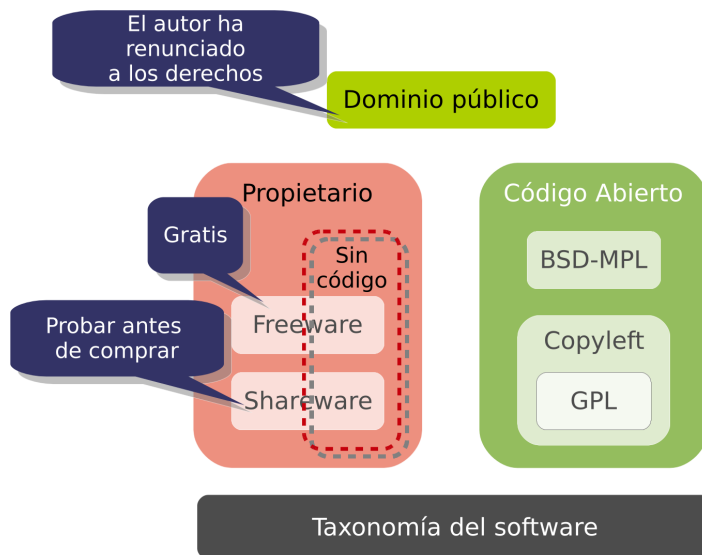 El autor ha
renunciado
a los derechos
Dominio público
Propietario
Código Abierto
Gratis
Sin
código
BSD-MPL
Freeware
Probar antes
de comprar
Copyleft
Shareware
GPL
Taxonomía del software